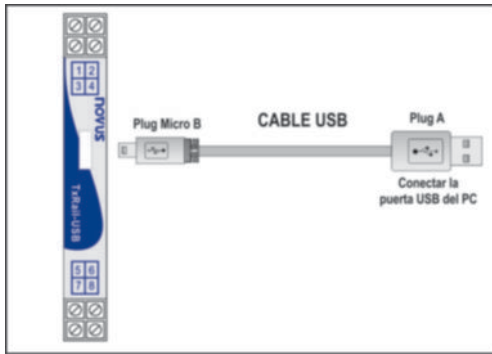 1 2
3 4
novus
TxRail-USB
5 6
7 8
Plug Micro B
CABLE USB
Plug A
Conectar la
puerta USB del PC